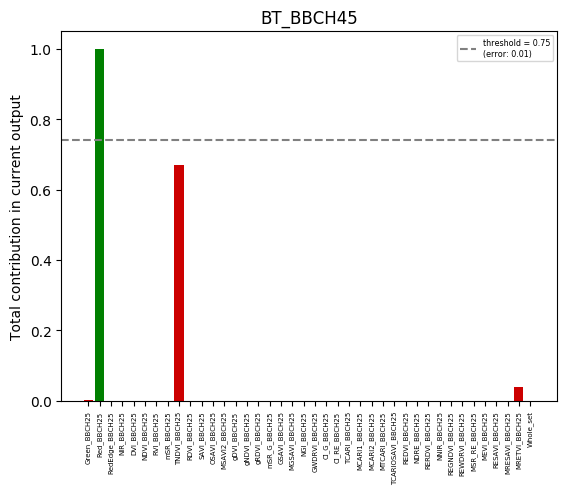 BT_BBCH45
threshold = 0.75
(error: 0.01)
Total contribution in current output
1.0
0.8
0.6
0.4
0.2
0.0
Green_BBCH25
Red_BBCH25
RedEdge_BBCH25
NIR_BBCH25
DVI_BBCH25
NDVI_BBCH25
RVI_BBCH25
mSR_BBCH25
TNDVI_BBCH25
RDVI_BBCH25
SAVI_BBCH25
OSAVI_BBCH25
MSAVI2_BBCH25
gDVI_BBCH25
gNDVI_BBCH25
gRDVI_BBCH25
mSR_G_BBCH25
GSAVI_BBCH25
MGSAVI_BBCH25
NGI_BBCH25
GWDRVI_BBCH25
CI_G_BBCH25
CI_RE_BBCH25
TCARI_BBCH25
MCARI1_BBCH25
MCARI2_BBCH25
MTCARI_BBCH25
TCARIOSAVI_BBCH25
REDVI_BBCH25
NDRE_BBCH25
RERDVI_BBCH25
NNIR_BBCH25
REGNDVI_BBCH25
REWDRVI_BBCH25
MSR_RE_BBCH25
MEVI_BBCH25
RESAVI_BBCH25
MRESAVI_BBCH25
MRETVI_BBCH25
Whole_set